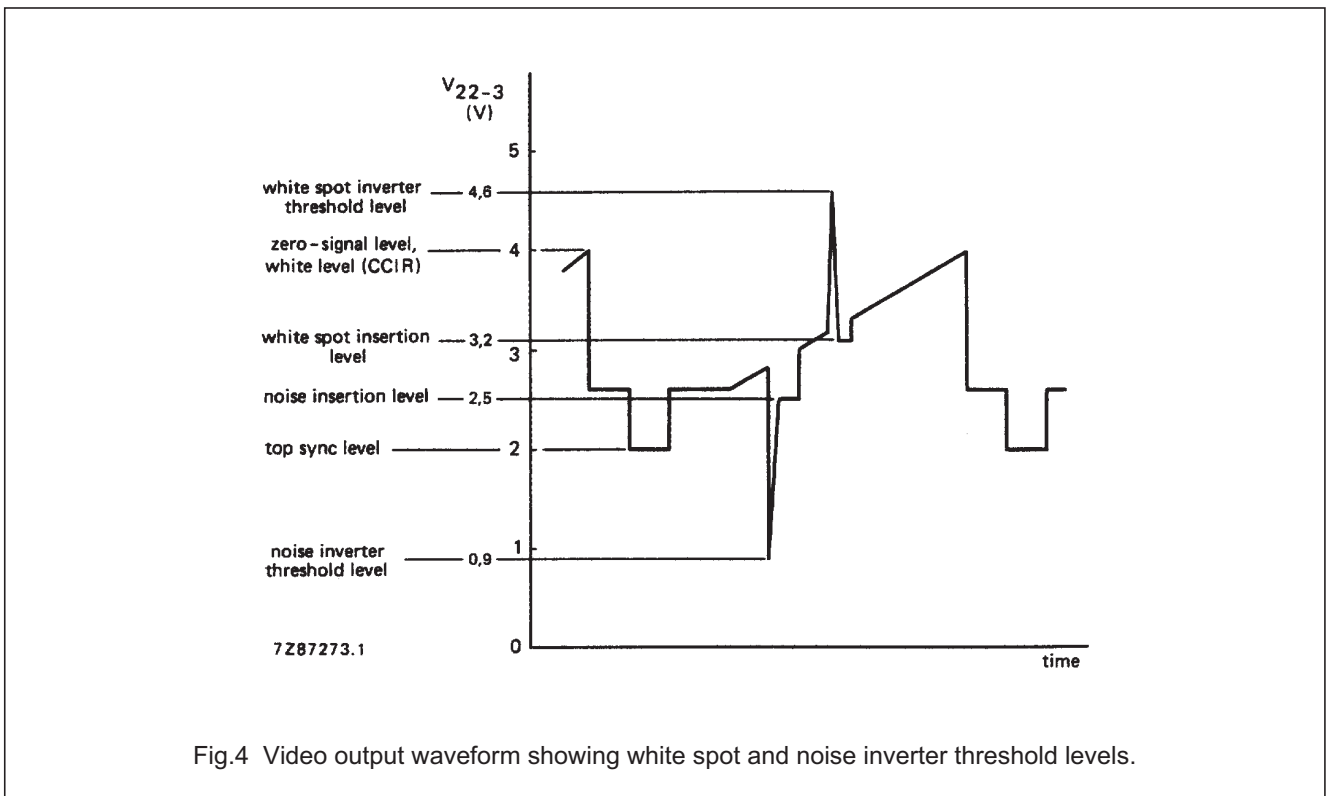 V22-3
(V)
5
white spot inverter
threshold level
4,6
zero-signal level,
white level (CCIR)
4
white spot insertion
level
3,2
3
noise insertion level
2,5
top sync level
2
noise inverter
threshold level
0,9
1
7Z87273.1
0
time
Fig.4 Video output waveform showing white spot and noise inverter threshold levels.